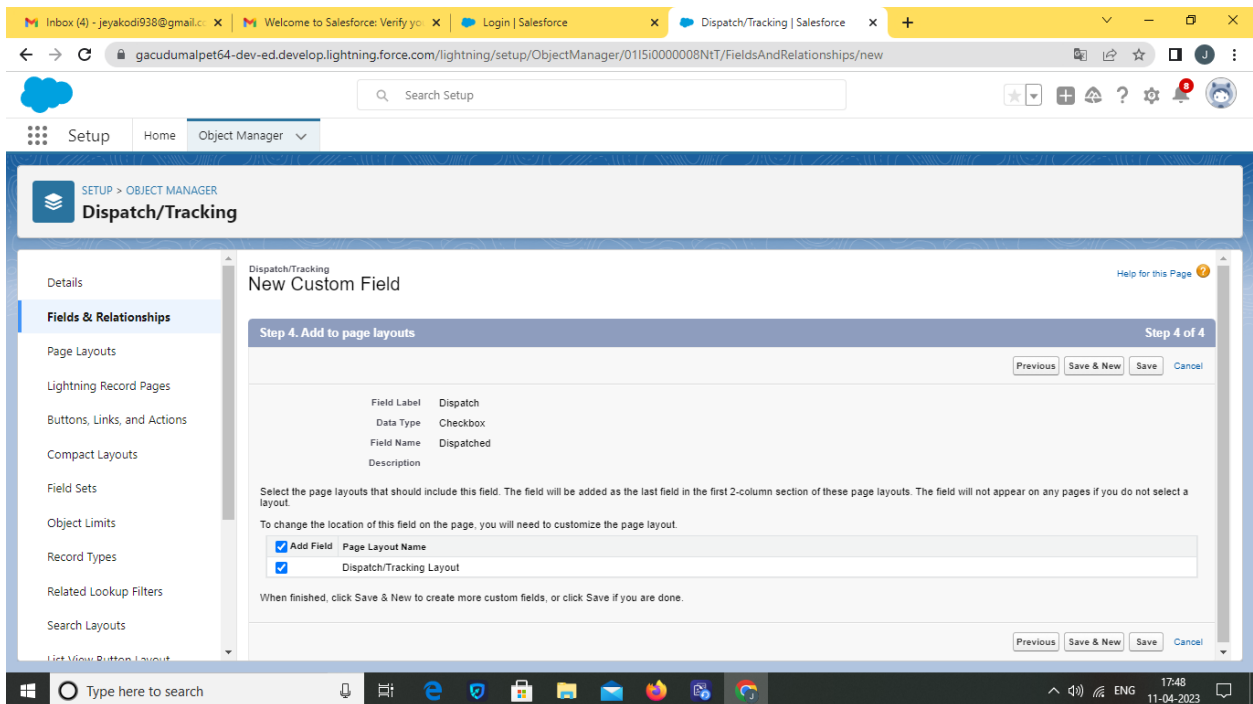 Inbox (4) - jeyakodi938@gmail.c
Welcome to Salesforce: Verify yo
Login | Salesforce
Dispatch/Tracking | Salesforce
gacudumalpet64-dev-ed.develop.lightning.force.com/lightning/setup/ObjectManager/01I5i0000008NtT/FieldsAndRelationships/new
J
Search Setup
8
Setup
Home
Object Manager
SETUP > OBJECT MANAGER
Dispatch/Tracking
Details
Fields & Relationships
Page Layouts
Lightning Record Pages
Buttons, Links, and Actions
Compact Layouts
Field Sets
Object Limits
Record Types
Related Lookup Filters
Search Layouts
List View Button Layout
Dispatch/Tracking
New Custom Field
Help for this Page
Step 4. Add to page layouts
Step 4 of 4
Previous Save & New Save Cancel
Field Label Dispatch
Data Type Checkbox
Field Name Dispatched
Description
Select the page layouts that should include this field. The field will be added as the last field in the first 2-column section of these page layouts. The field will not appear on any pages if you do not select a
layout.
To change the location of this field on the page, you will need to customize the page layout.
Add Field Page Layout Name
Dispatch/Tracking Layout
When finished, click Save & New to create more custom fields, or click Save if you are done.
Previous Save & New Save Cancel
Type here to search
ENG
17:48
11-04-2023